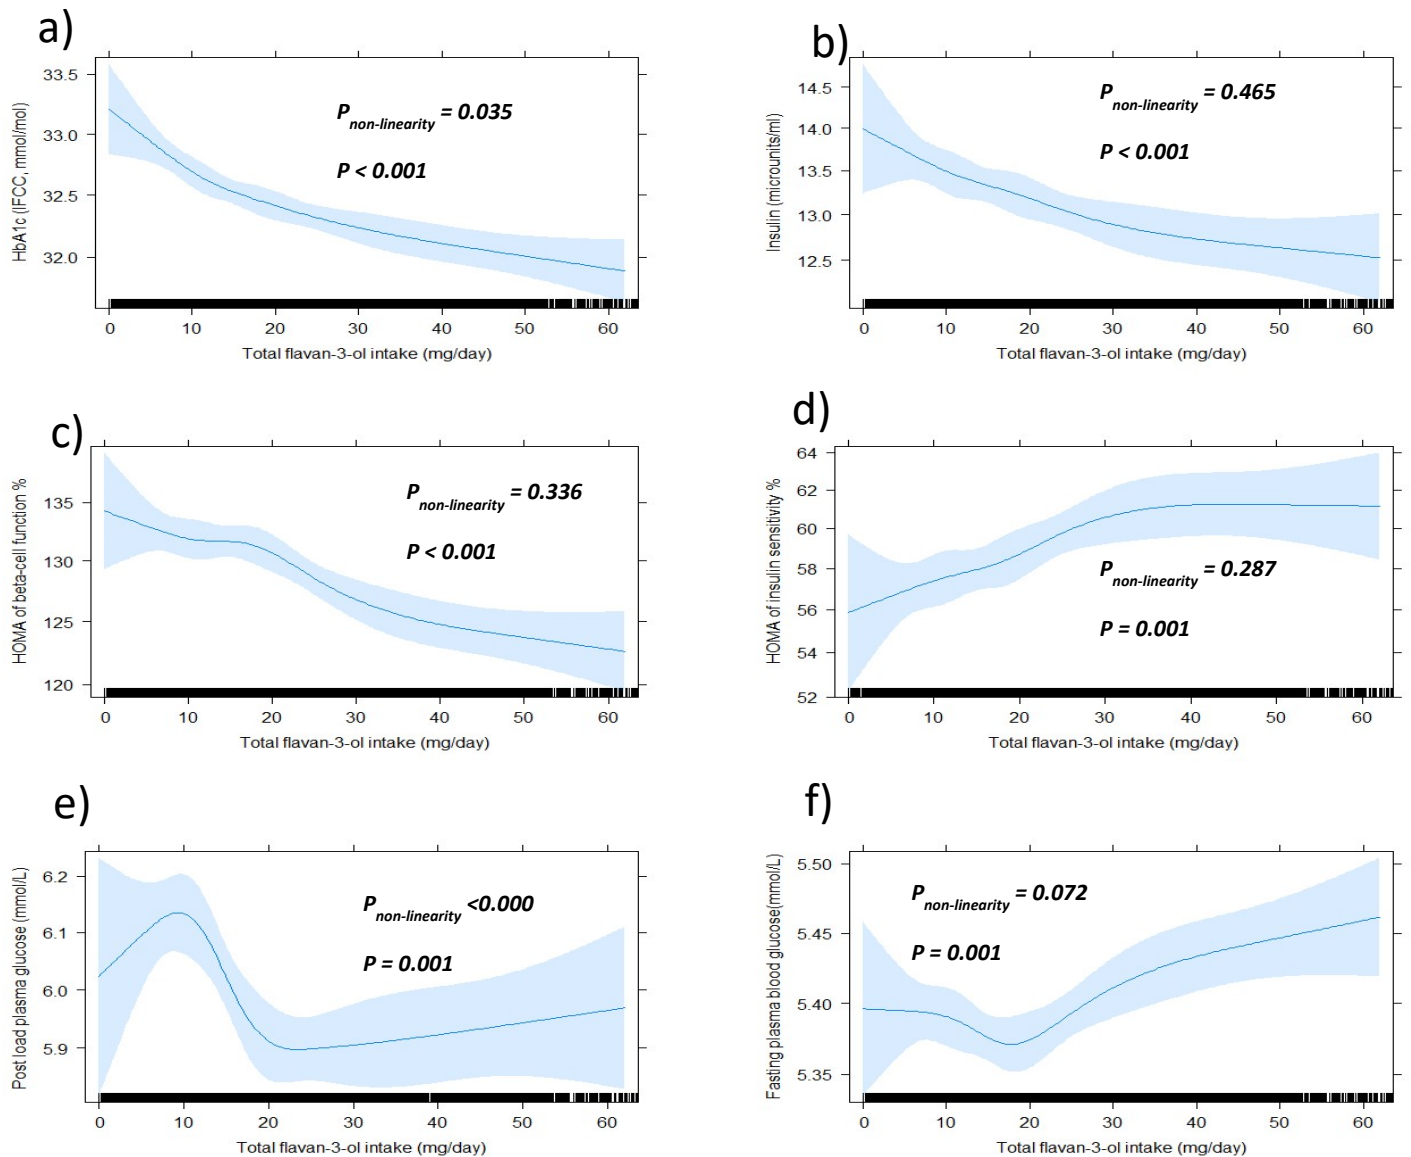 a)
33.5
33.0
32.5
32.0
HbA1c (IFCC, mmol/mol)
P non-linearity = 0.035
P < 0.001
0 10 20 30 40 50 60
Total flavan-3-ol intake (mg/day)
b)
14.5
14.0
13.5
13.0
12.5
Insulin (microunits/ml)
P non-linearity = 0.465
P < 0.001
0 10 20 30 40 50 60
Total flavan-3-ol intake (mg/day)
c)
135
130
125
120
HOMA of beta-cell function %
P non-linearity = 0.336
P < 0.001
0 10 20 30 40 50 60
Total flavan-3-ol intake (mg/day)
d)
64
62
60
58
56
54
52
HOMA of insulin sensitivity %
P non-linearity = 0.287
P = 0.001
0 10 20 30 40 50 60
Total flavan-3-ol intake (mg/day)
e)
6.2
6.1
6.0
5.9
Post load plasma glucose (mmol/L)
P non-linearity <0.000
P = 0.001
0 10 20 30 40 50 60
Total flavan-3-ol intake (mg/day)
f)
5.50
5.45
5.40
5.35
Fasting plasma blood glucose(mmol/L)
P non-linearity = 0.072
P = 0.001
0 10 20 30 40 50 60
Total flavan-3-ol intake (mg/day)